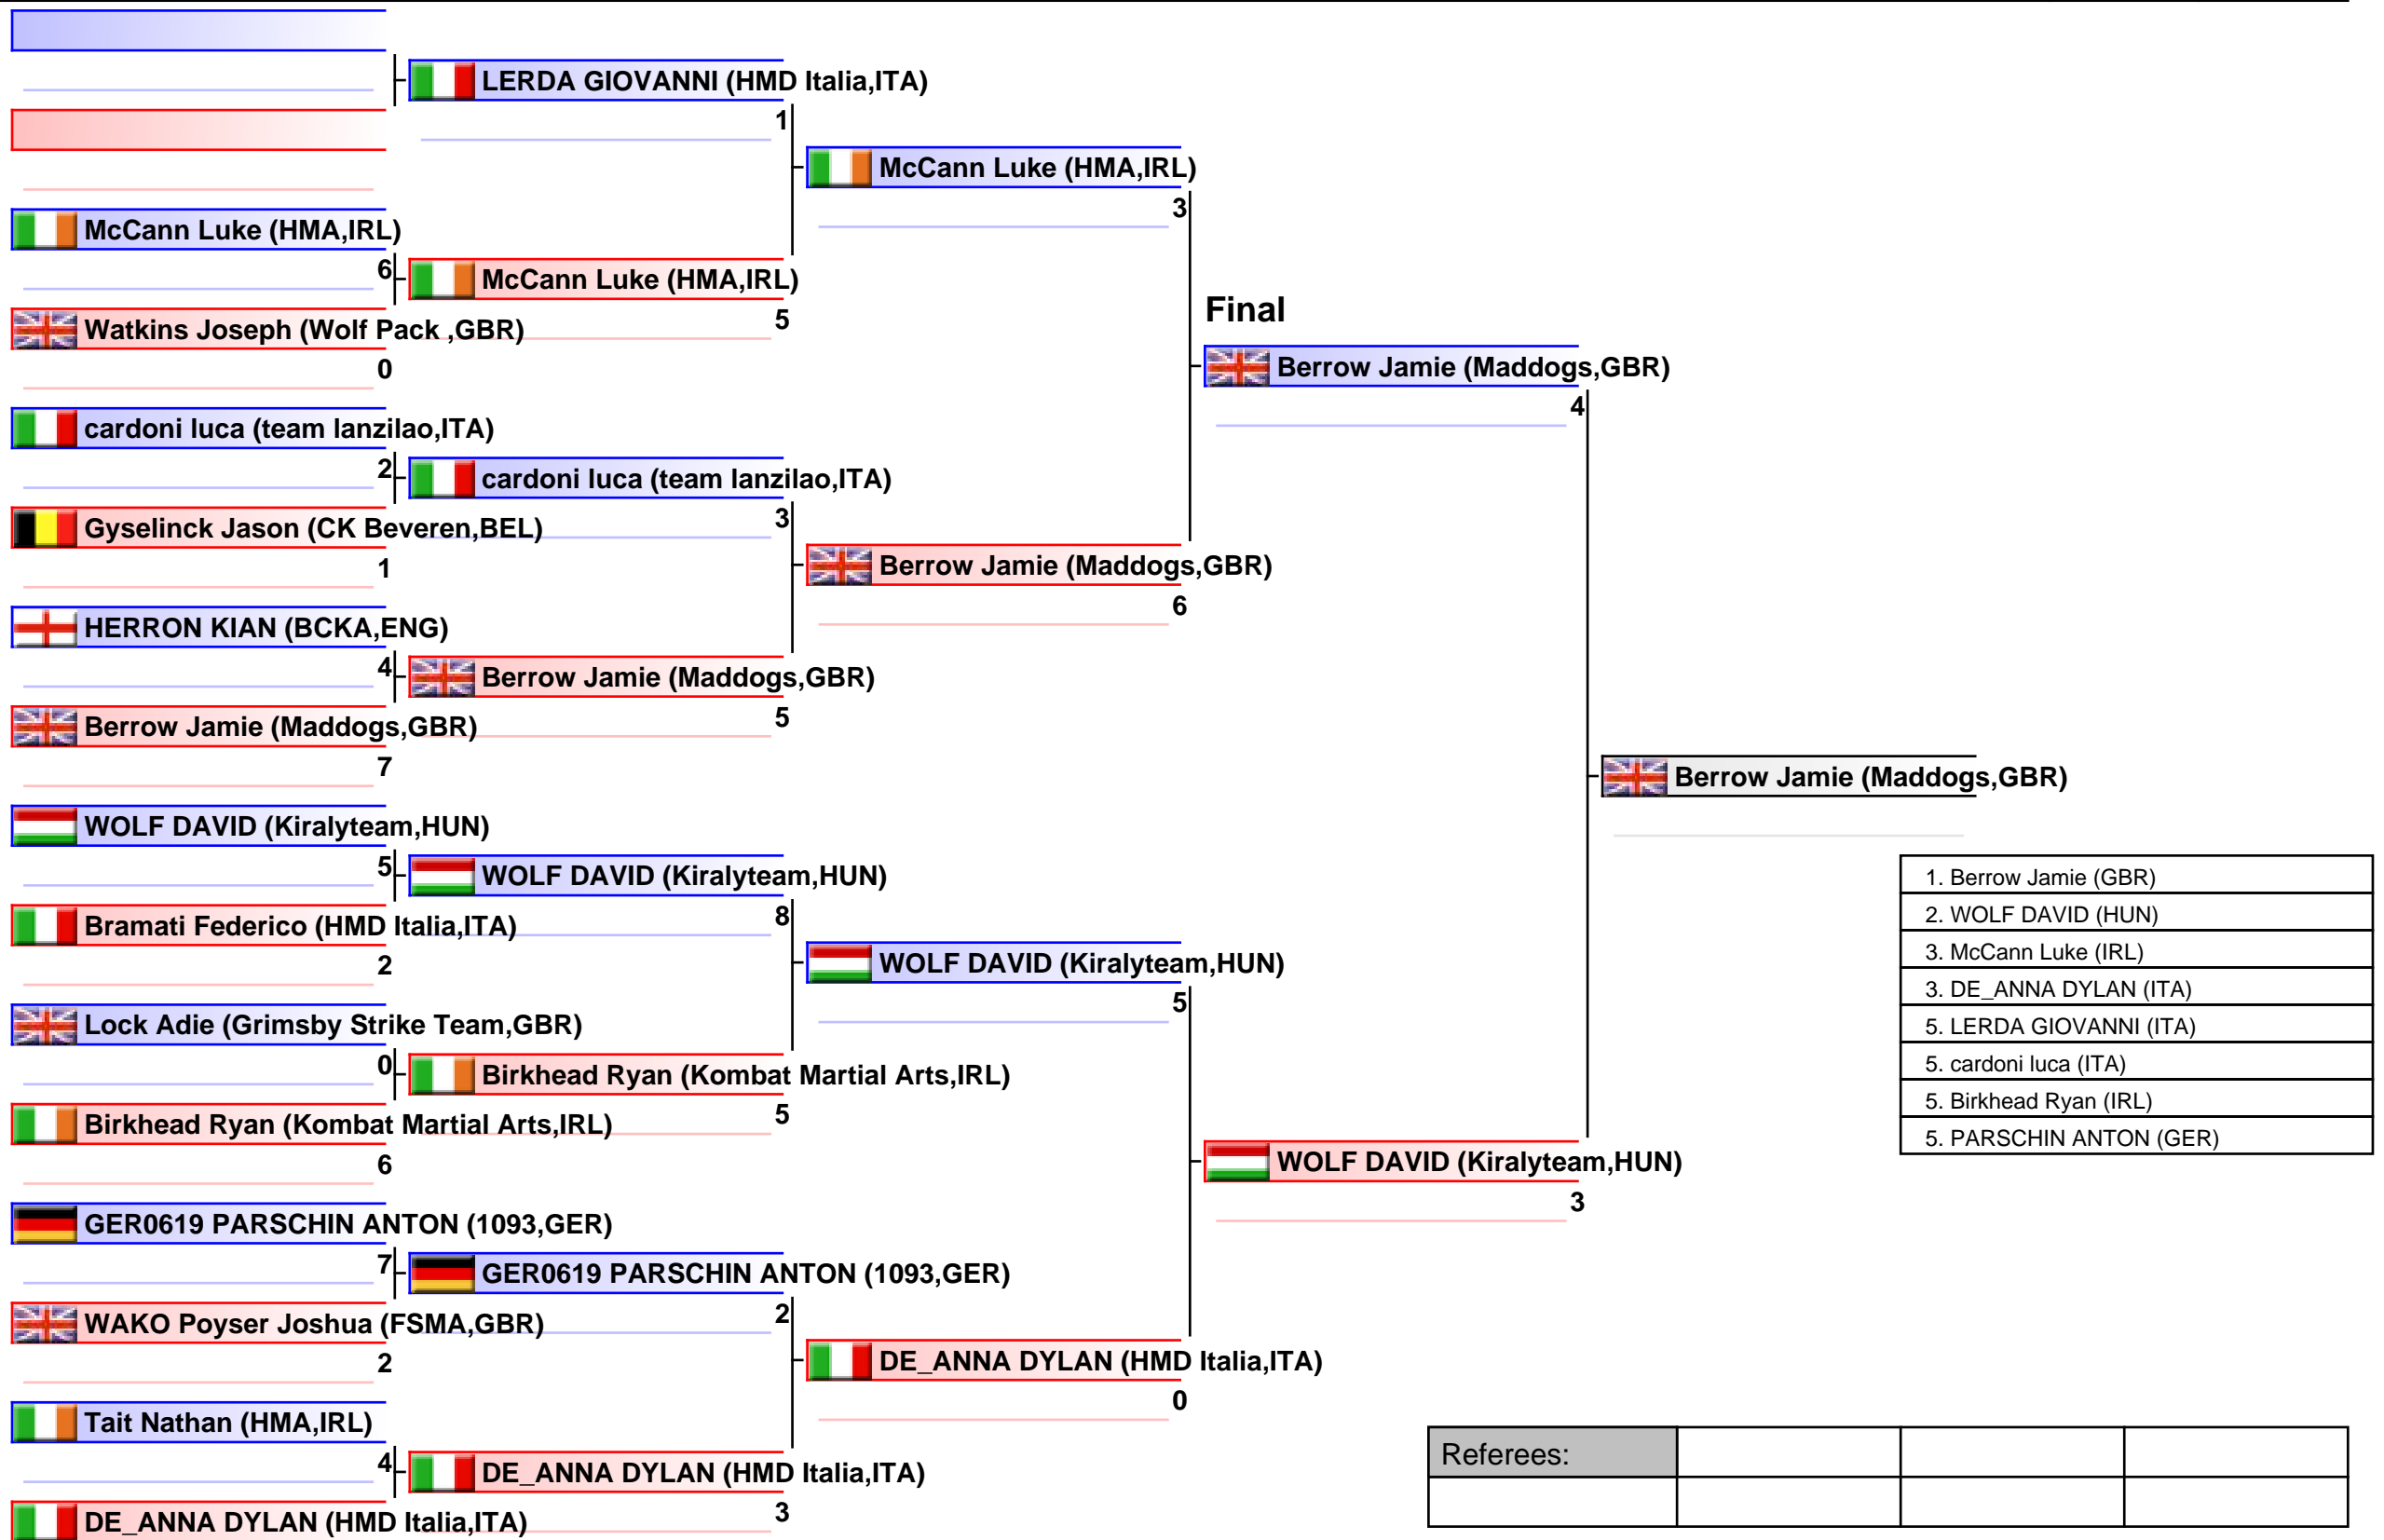 LERDA GIOVANNI (HMD Italia,ITA)
1
McCann Luke (HMA,IRL)
3
McCann Luke (HMA,IRL)
6
McCann Luke (HMA,IRL)
5
Watkins Joseph (Wolf Pack ,GBR)
0
Final
Berrow Jamie (Maddogs,GBR)
4
cardoni luca (team lanzilao,ITA)
2
cardoni luca (team lanzilao,ITA)
3
Gyselinck Jason (CK Beveren,BEL)
1
Berrow Jamie (Maddogs,GBR)
6
HERRON KIAN (BCKA,ENG)
4
Berrow Jamie (Maddogs,GBR)
5
Berrow Jamie (Maddogs,GBR)
7
Berrow Jamie (Maddogs,GBR)
WOLF DAVID (Kiralyteam,HUN)
5
WOLF DAVID (Kiralyteam,HUN)
8
Bramati Federico (HMD Italia,ITA)
2
WOLF DAVID (Kiralyteam,HUN)
5
Lock Adie (Grimsby Strike Team,GBR)
0
Birkhead Ryan (Kombat Martial Arts,IRL)
5
Birkhead Ryan (Kombat Martial Arts,IRL)
6
WOLF DAVID (Kiralyteam,HUN)
3
GER0619 PARSCHIN ANTON (1093,GER)
7
GER0619 PARSCHIN ANTON (1093,GER)
2
WAKO Poyser Joshua (FSMA,GBR)
2
DE_ANNA DYLAN (HMD Italia,ITA)
0
Tait Nathan (HMA,IRL)
4
DE_ANNA DYLAN (HMD Italia,ITA)
3
DE_ANNA DYLAN (HMD Italia,ITA)
1. Berrow Jamie (GBR)
2. WOLF DAVID (HUN)
3. McCann Luke (IRL)
3. DE_ANNA DYLAN (ITA)
5. LERDA GIOVANNI (ITA)
5. cardoni luca (ITA)
5. Birkhead Ryan (IRL)
5. PARSCHIN ANTON (GER)
Referees: